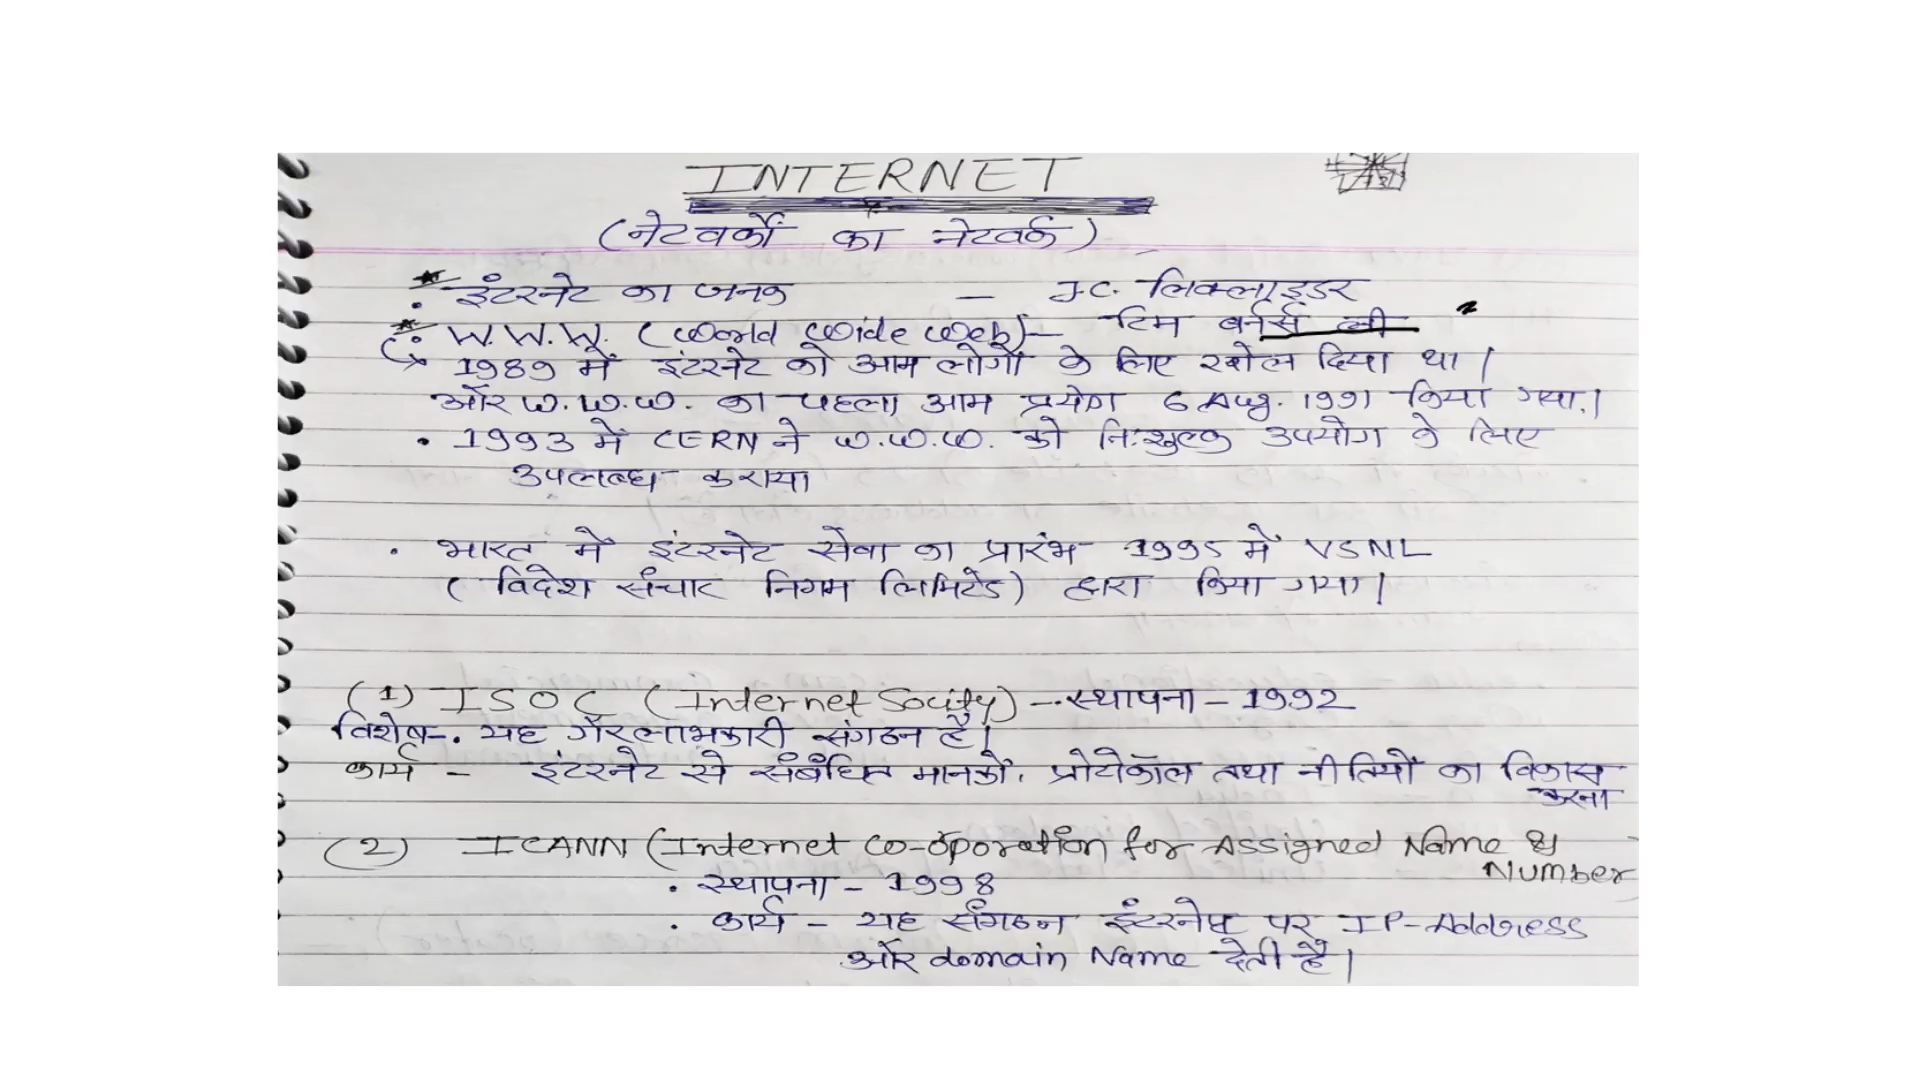 INTERNET
(नेटवर्कों का नेटवर्क)
इंटरनेट का जनक — J.C. लिक्लाइडर
W.W.W. (World Wide Web) — टिम बर्नर्स ली
1989 में इंटरनेट को आम लोगों के लिए खोल दिया था।
और W.W.W. का पहला आम प्रयोग 6 Aug. 1991 किया गया।
• 1993 में CERN ने W.W.W. को निःशुल्क उपयोग के लिए
उपलब्ध कराया
• भारत में इंटरनेट सेवा का प्रारंभ 1995 में VSNL
(विदेश संचार निगम लिमिटेड) द्वारा किया गया।
(1) ISOC (Internet Socity) — स्थापना – 1992
विशेष – यह गैरलाभकारी संगठन है।
कार्य – इंटरनेट से संबंधित मानकों, प्रोटोकॉल तथा नीतियों का विकास
करना
(2) ICANN (Internet Co-oporation for Assigned Name &
Number
• स्थापना – 1998
• कार्य – यह संगठन इंटरनेट पर IP-Address
और domain Name देती है।